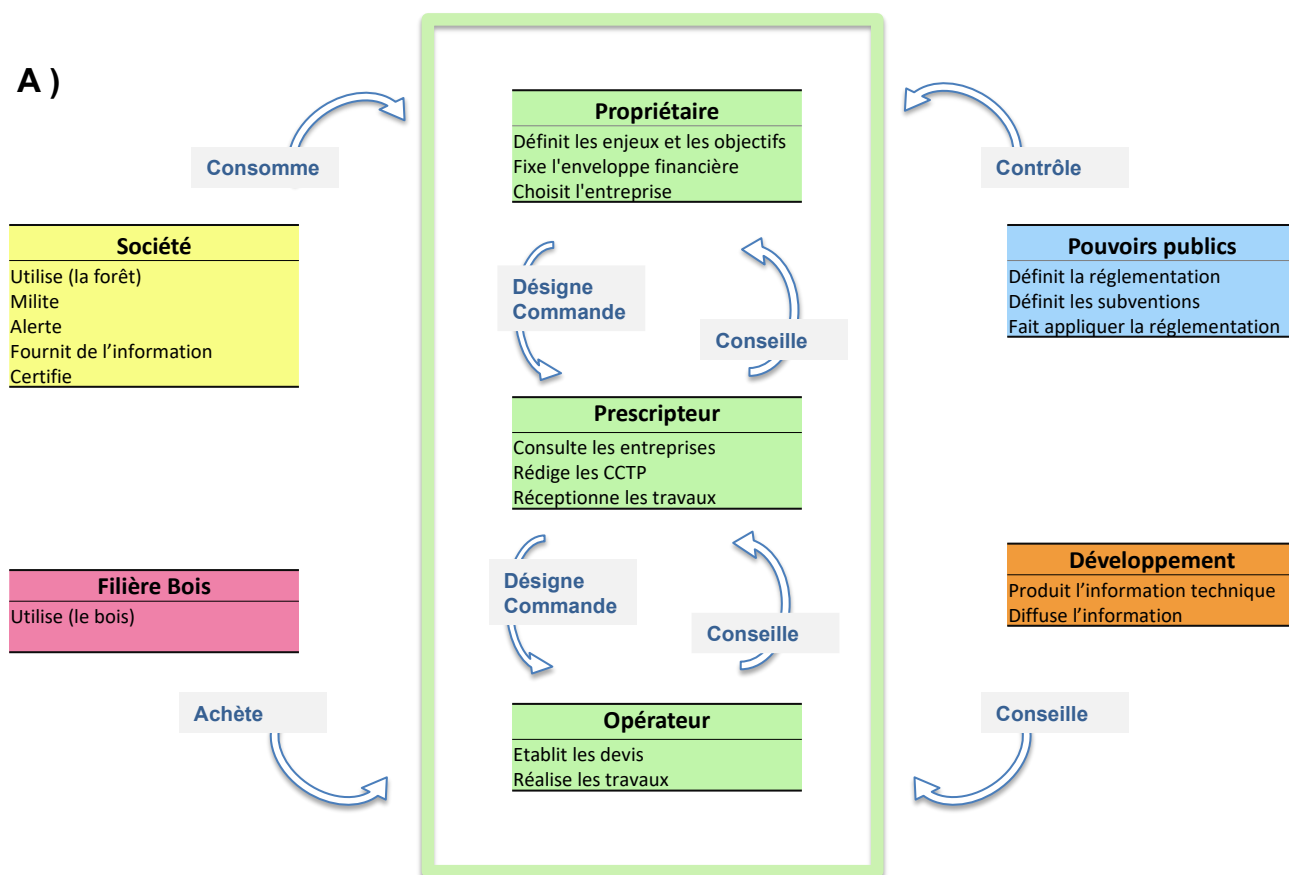 A )
Consomme
Société
Utilise (la forêt)
Milite
Alerte
Fournit de l’information
Certifie
Filière Bois
Utilise (le bois)
Achète
Propriétaire
Définit les enjeux et les objectifs
Fixe l'enveloppe financière
Choisit l'entreprise
Désigne
Commande
Conseille
Prescripteur
Consulte les entreprises
Rédige les CCTP
Réceptionne les travaux
Désigne
Commande
Conseille
Opérateur
Etablit les devis
Réalise les travaux
Contrôle
Pouvoirs publics
Définit la réglementation
Définit les subventions
Fait appliquer la réglementation
Développement
Produit l’information technique
Diffuse l’information
Conseille